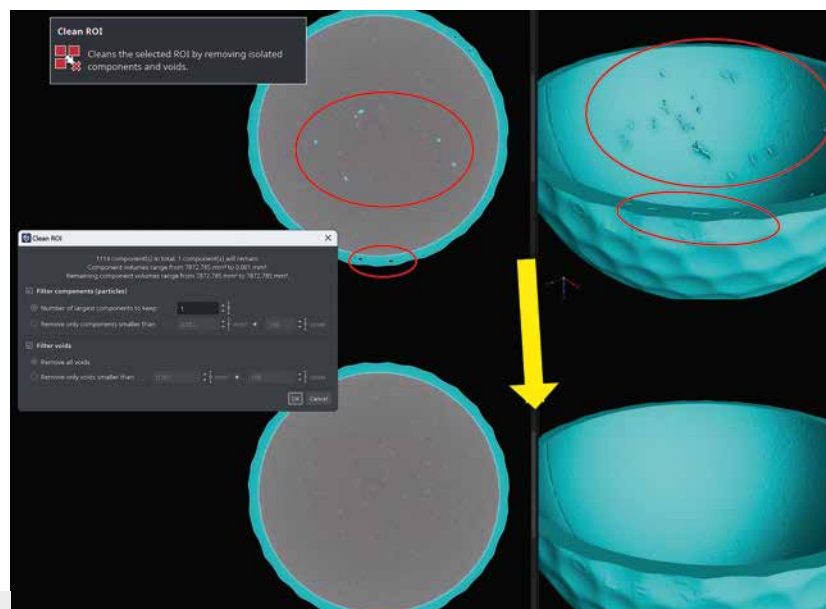 Clean ROI
Cleans the selected ROI by removing isolated
components and voids.
Clean ROI
1114 component(s) in total. 1 component(s) will remain.
Component volumes range from 7872.785 mm³ to 0.001 mm³.
Remaining component volumes range from 7872.785 mm³ to 7872.785 mm³.
Filter components (particles)
Number of largest components to keep: 1
Remove only components smaller than mm³
Filter voids
Remove all voids
Remove only voids smaller than mm³
OK Cancel